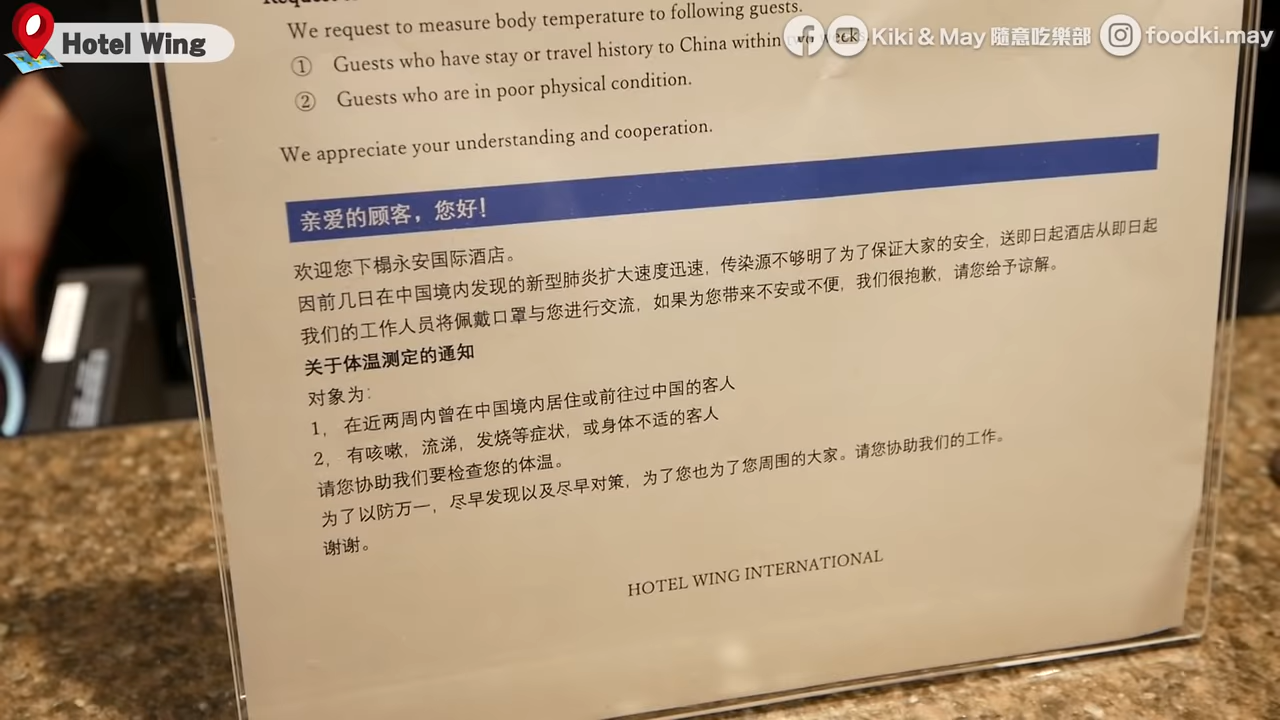 Hotel Wing
Kiki & May 隨意吃樂部
foodki.may
We request to measure body temperature to following guests.
① Guests who have stay or travel history to China within two weeks
② Guests who are in poor physical condition.
We appreciate your understanding and cooperation.
亲爱的顾客，您好！
欢迎您下榻永安国际酒店。
因前几日在中国境内发现的新型肺炎扩大速度迅速，传染源不够明了为了保证大家的安全，送即日起酒店从即日起
我们的工作人员将佩戴口罩与您进行交流，如果为您带来不安或不便，我们很抱歉，请您给予谅解。
关于体温测定的通知
对象为：
1，在近两周内曾在中国境内居住或前往过中国的客人
2，有咳嗽，流涕，发烧等症状，或身体不适的客人
请您协助我们要检查您的体温。
为了以防万一，尽早发现以及尽早对策，为了您也为了您周围的大家。请您协助我们的工作。
谢谢。
HOTEL WING INTERNATIONAL